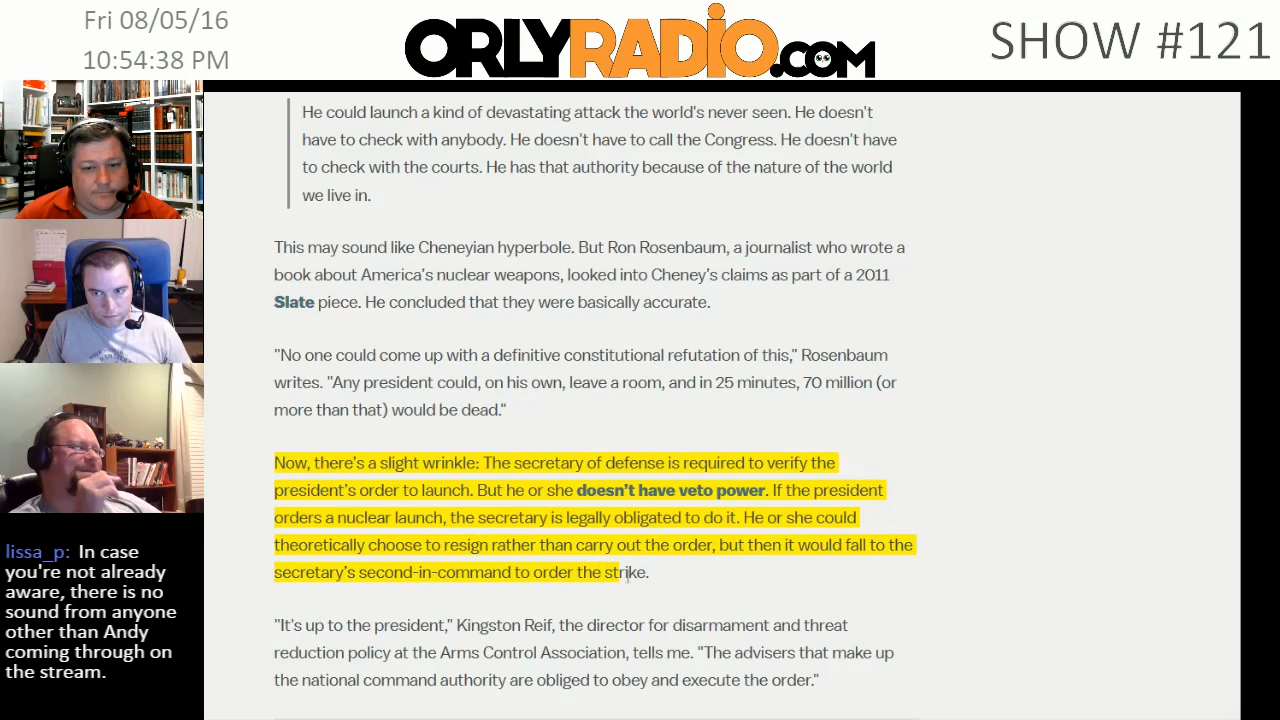 Fri 08/05/16
10:54:38 PM
ORLYRADIO.COM
SHOW #121
He could launch a kind of devastating attack the world's never seen. He doesn't
have to check with anybody. He doesn't have to call the Congress. He doesn't have
to check with the courts. He has that authority because of the nature of the world
we live in.
This may sound like Cheneyian hyperbole. But Ron Rosenbaum, a journalist who wrote a
book about America's nuclear weapons, looked into Cheney's claims as part of a 2011
Slate piece. He concluded that they were basically accurate.
"No one could come up with a definitive constitutional refutation of this," Rosenbaum
writes. "Any president could, on his own, leave a room, and in 25 minutes, 70 million (or
more than that) would be dead."
Now, there's a slight wrinkle: The secretary of defense is required to verify the
president's order to launch. But he or she doesn't have veto power. If the president
orders a nuclear launch, the secretary is legally obligated to do it. He or she could
theoretically choose to resign rather than carry out the order, but then it would fall to the
secretary's second-in-command to order the strike.
"It's up to the president," Kingston Reif, the director for disarmament and threat
reduction policy at the Arms Control Association, tells me. "The advisers that make up
the national command authority are obliged to obey and execute the order."
lissa_p: In case
you're not already
aware, there is no
sound from anyone
other than Andy
coming through on
the stream.